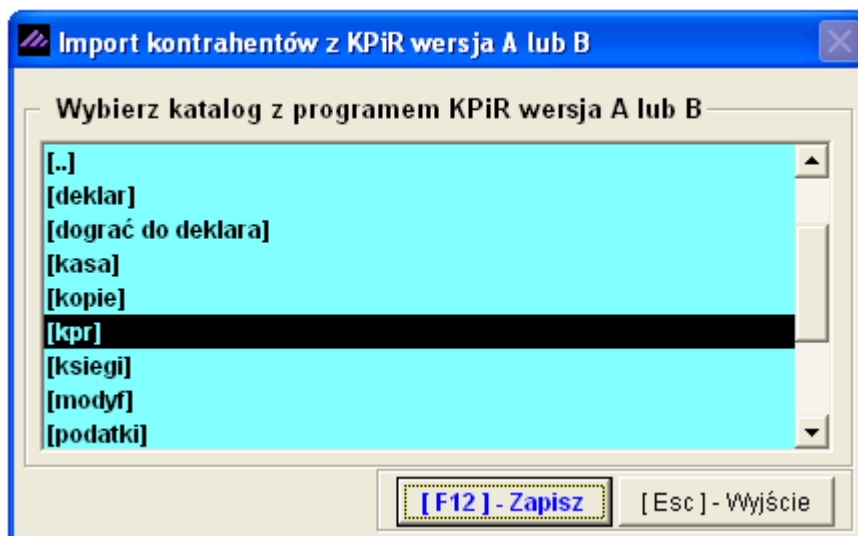 Import kontrahentów z KPiR wersja A lub B
Wybierz katalog z programem KPiR wersja A lub B
[..]
[deklar]
[dograć do deklara]
[kasa]
[kopie]
[kpr]
[ksiegi]
[modyf]
[podatki]
[ F12 ] - Zapisz [ Esc ] - Wyjście